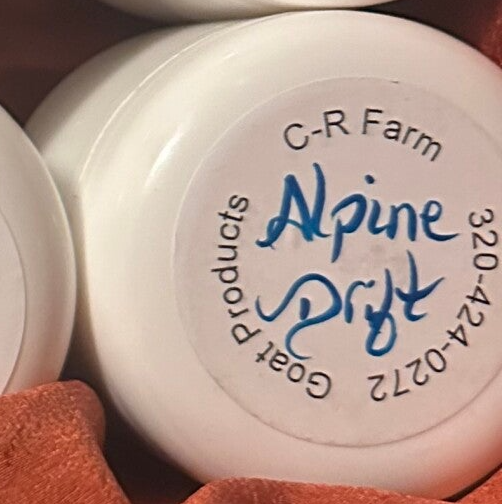 C-R Farm
Alpine
Drift
Goat Products
320-424-0272